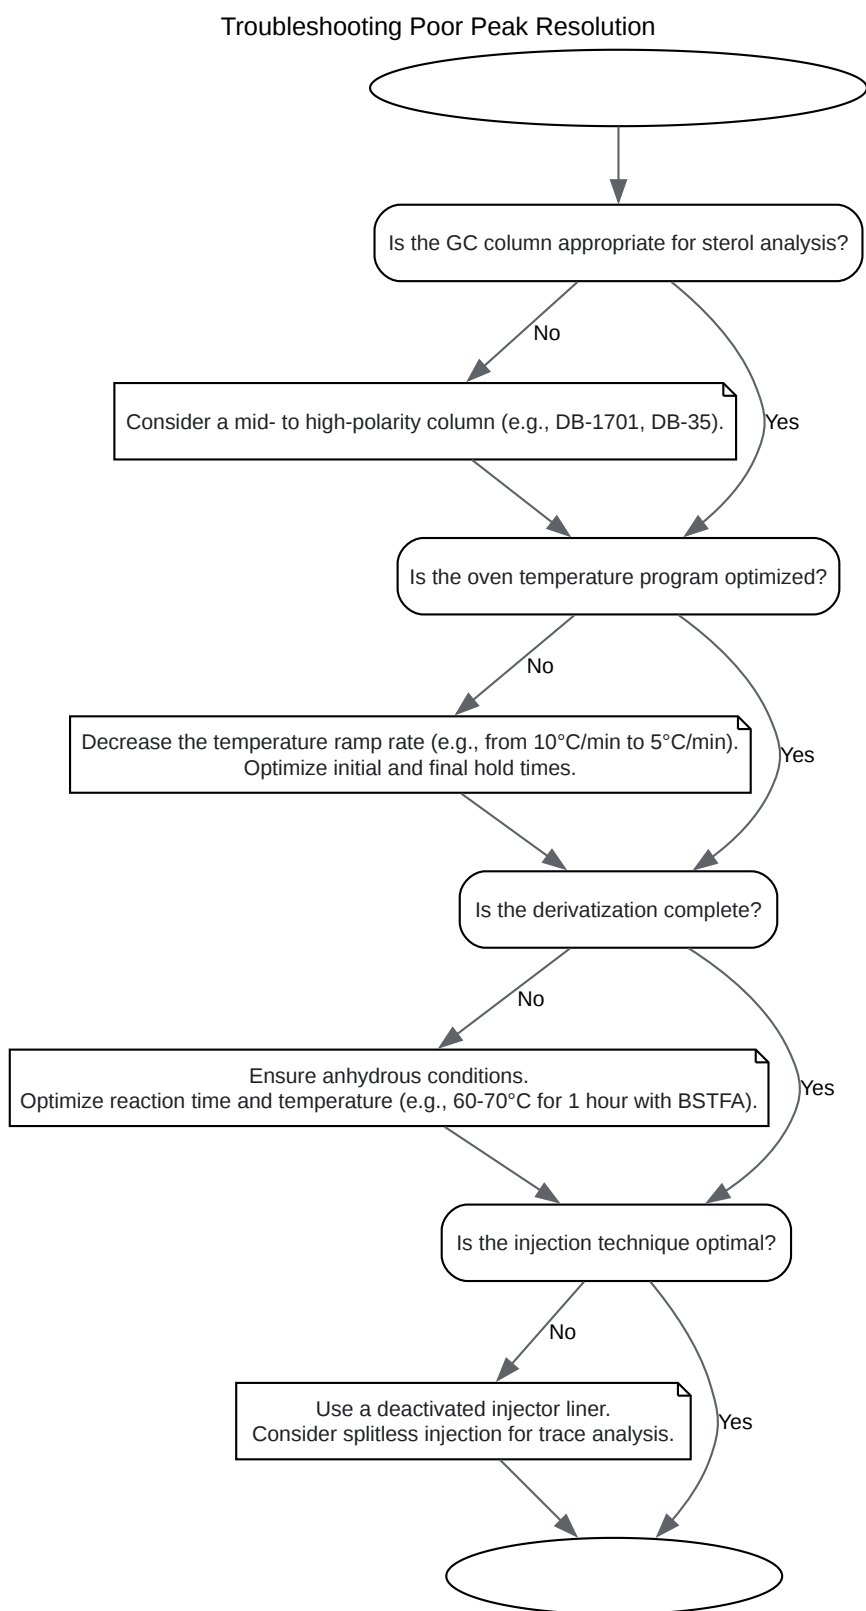 Troubleshooting Poor Peak Resolution
Is the GC column appropriate for sterol analysis?
No
Consider a mid- to high-polarity column (e.g., DB-1701, DB-35).
Yes
Is the oven temperature program optimized?
No
Decrease the temperature ramp rate (e.g., from 10°C/min to 5°C/min).
Optimize initial and final hold times.
Yes
Is the derivatization complete?
No
Ensure anhydrous conditions.
Optimize reaction time and temperature (e.g., 60-70°C for 1 hour with BSTFA).
Yes
Is the injection technique optimal?
No
Use a deactivated injector liner.
Consider splitless injection for trace analysis.
Yes